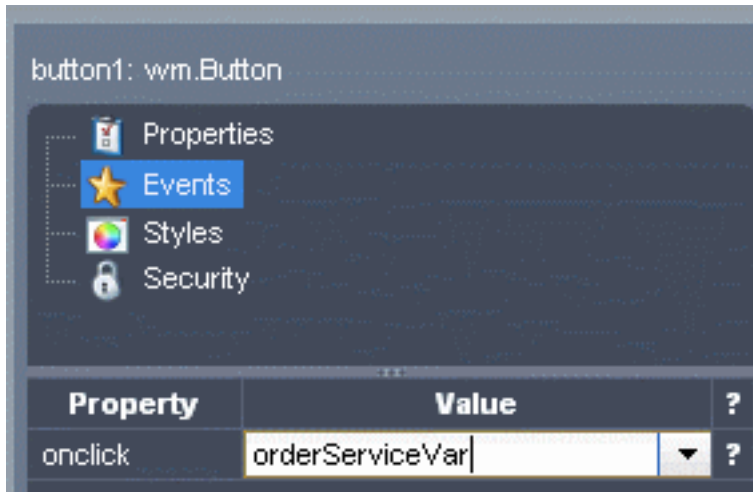 button1: wm.Button
Properties
Events
Styles
Security
Property Value ?
onclick orderServiceVar ?